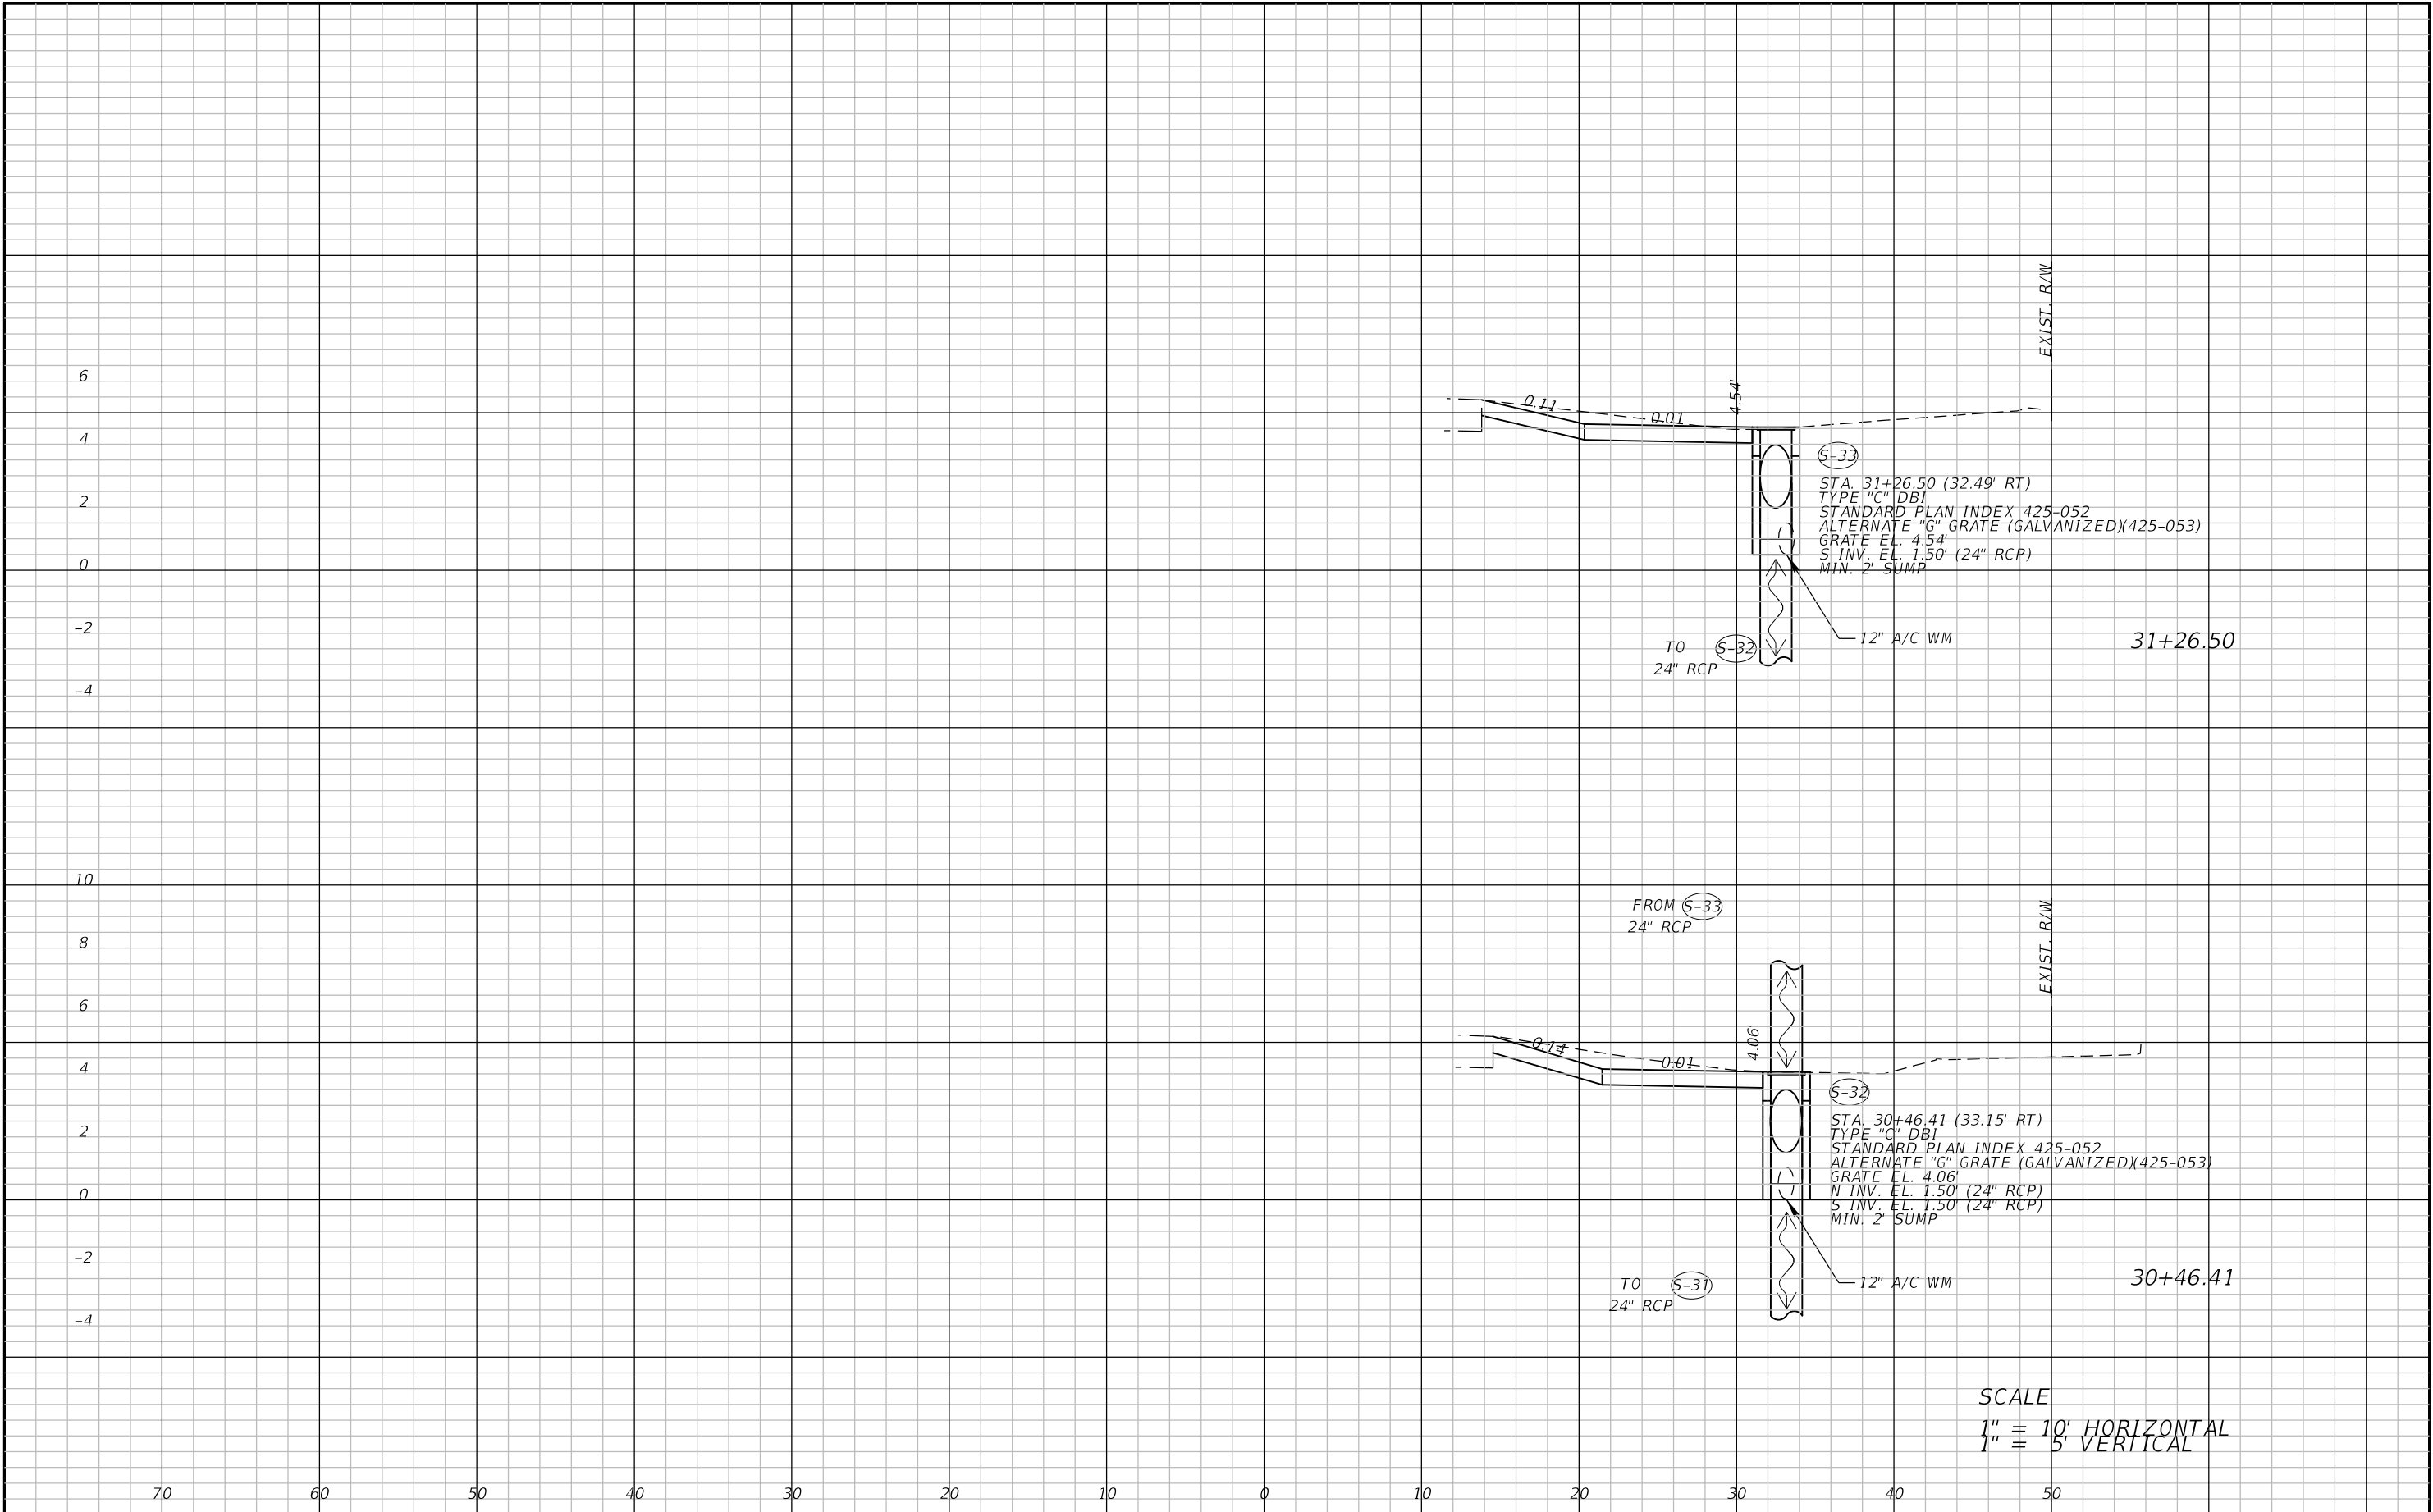 EXIST. R/W
6
4.54'
0.11
0.01
4
S-33
STA. 31+26.50 (32.49' RT)
TYPE "C" DBI
2
STANDARD PLAN INDEX 425-052
ALTERNATE "G" GRATE (GALVANIZED)(425-053)
GRATE EL. 4.54'
S INV. EL. 1.50' (24" RCP)
0
MIN. 2' SUMP
-2
12" A/C WM
31+26.50
TO S-32
24" RCP
-4
10
FROM S-33
24" RCP
EXIST. R/W
8
6
4.06'
0.14
0.01
4
S-32
STA. 30+46.41 (33.15' RT)
2
TYPE "C" DBI
STANDARD PLAN INDEX 425-052
ALTERNATE "G" GRATE (GALVANIZED)(425-053)
GRATE EL. 4.06'
0
N INV. EL. 1.50' (24" RCP)
S INV. EL. 1.50' (24" RCP)
MIN. 2' SUMP
-2
30+46.41
TO S-31
12" A/C WM
24" RCP
-4
SCALE
1" = 10' HORIZONTAL
1" = 5' VERTICAL
70 60 50 40 30 20 10 0 10 20 30 40 50